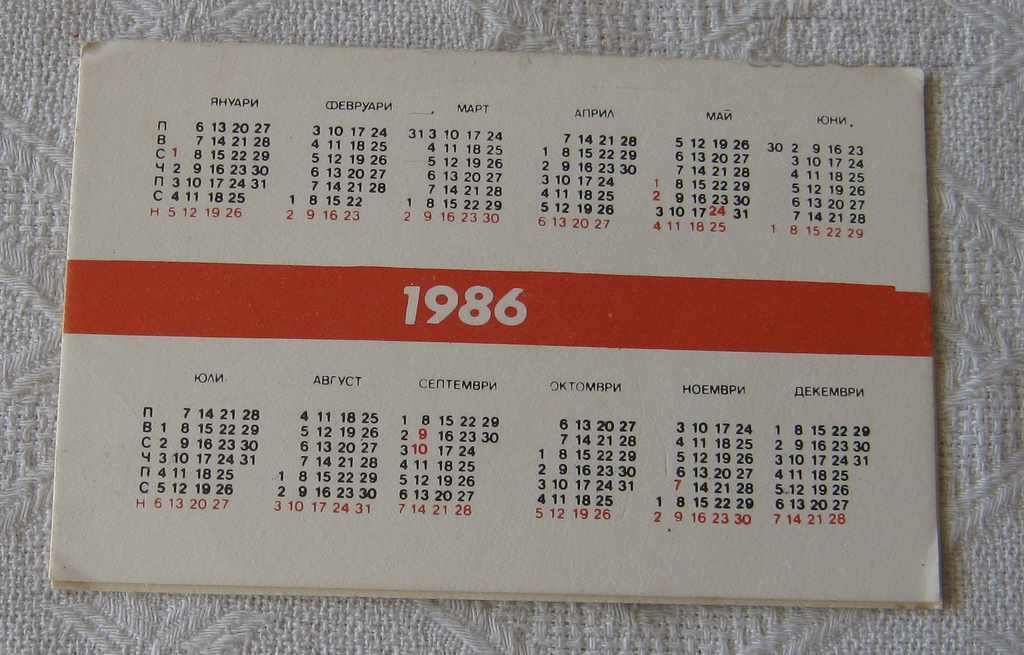 ЯНУАРИ ФЕВРУАРИ МАРТ АПРИЛ МАЙ ЮНИ
П 6 13 20 27 3 10 17 24 31 3 10 17 24 7 14 21 28 5 12 19 26 30 2 9 16 23
В 7 14 21 28 4 11 18 25 4 11 18 25 1 8 15 22 29 6 13 20 27 3 10 17 24
С 1 8 15 22 29 5 12 19 26 5 12 19 26 2 9 16 23 30 7 14 21 28 4 11 18 25
Ч 2 9 16 23 30 6 13 20 27 6 13 20 27 3 10 17 24 1 8 15 22 29 5 12 19 26
П 3 10 17 24 31 7 14 21 28 7 14 21 28 4 11 18 25 2 9 16 23 30 6 13 20 27
С 4 11 18 25 1 8 15 22 1 8 15 22 29 5 12 19 26 3 10 17 24 31 7 14 21 28
Н 5 12 19 26 2 9 16 23 2 9 16 23 30 6 13 20 27 4 11 18 25 1 8 15 22 29
1986
ЮЛИ АВГУСТ СЕПТЕМВРИ ОКТОМВРИ НОЕМВРИ ДЕКЕМВРИ
П 7 14 21 28 4 11 18 25 1 8 15 22 29 6 13 20 27 3 10 17 24 1 8 15 22 29
В 1 8 15 22 29 5 12 19 26 2 9 16 23 30 7 14 21 28 4 11 18 25 2 9 16 23 30
С 2 9 16 23 30 6 13 20 27 3 10 17 24 1 8 15 22 29 5 12 19 26 3 10 17 24 31
Ч 3 10 17 24 31 7 14 21 28 4 11 18 25 2 9 16 23 30 6 13 20 27 4 11 18 25
П 4 11 18 25 1 8 15 22 29 5 12 19 26 3 10 17 24 31 7 14 21 28 5 12 19 26
С 5 12 19 26 2 9 16 23 30 6 13 20 27 4 11 18 25 1 8 15 22 29 6 13 20 27
Н 6 13 20 27 3 10 17 24 31 7 14 21 28 5 12 19 26 2 9 16 23 30 7 14 21 28